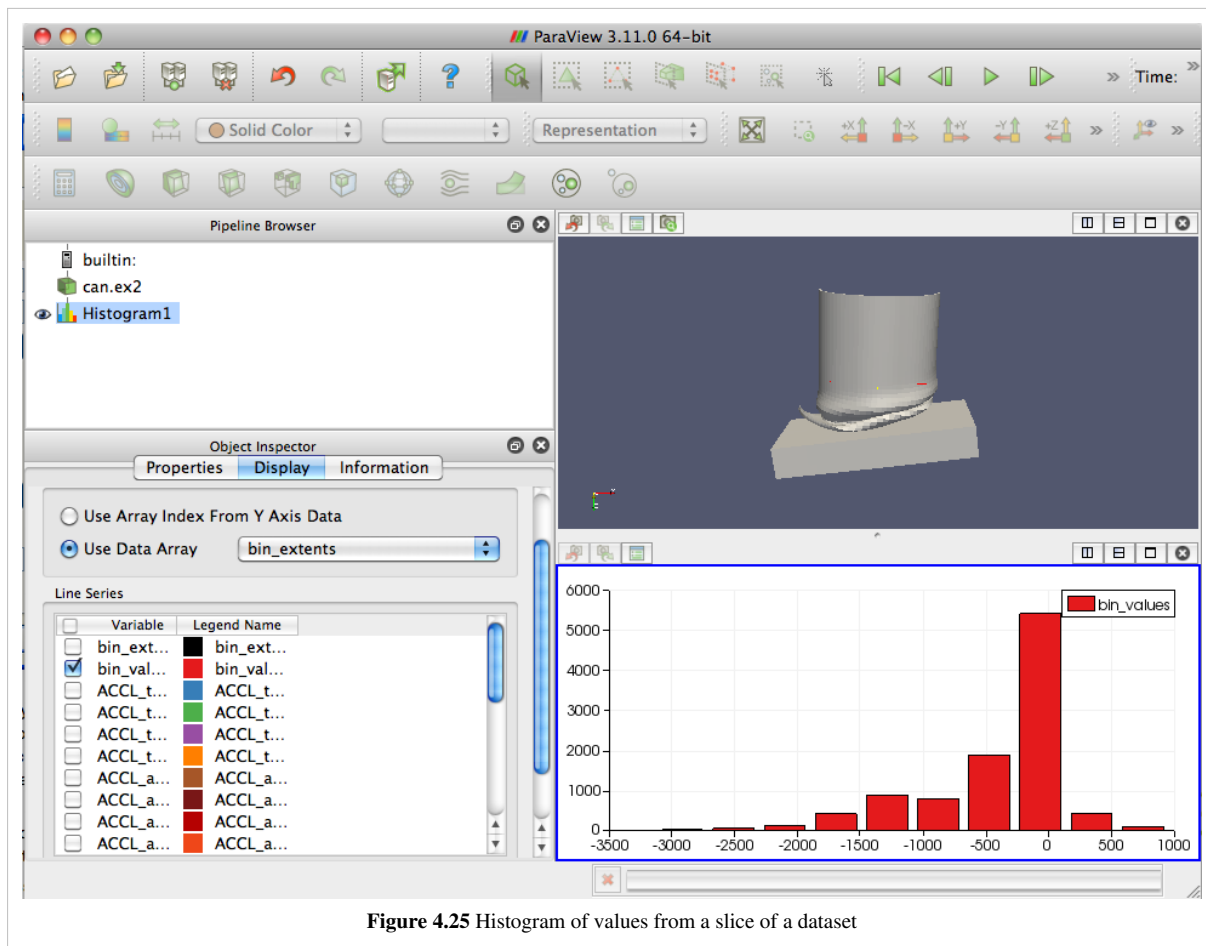 ParaView 3.11.0 64-bit
Time:
Solid Color
Representation
+X -X +Y -Y +Z
Pipeline Browser
builtin:
can.ex2
Histogram1
Object Inspector
Properties Display Information
Use Array Index From Y Axis Data
Use Data Array bin_extents
Line Series
Variable Legend Name
bin_ext... bin_ext...
bin_val... bin_val...
ACCL_t... ACCL_t...
ACCL_t... ACCL_t...
ACCL_t... ACCL_t...
ACCL_t... ACCL_t...
ACCL_a... ACCL_a...
ACCL_a... ACCL_a...
ACCL_a... ACCL_a...
ACCL_a... ACCL_a...
bin_values
6000
5000
4000
3000
2000
1000
0
-3500 -3000 -2500 -2000 -1500 -1000 -500 0 500 1000
Figure 4.25 Histogram of values from a slice of a dataset